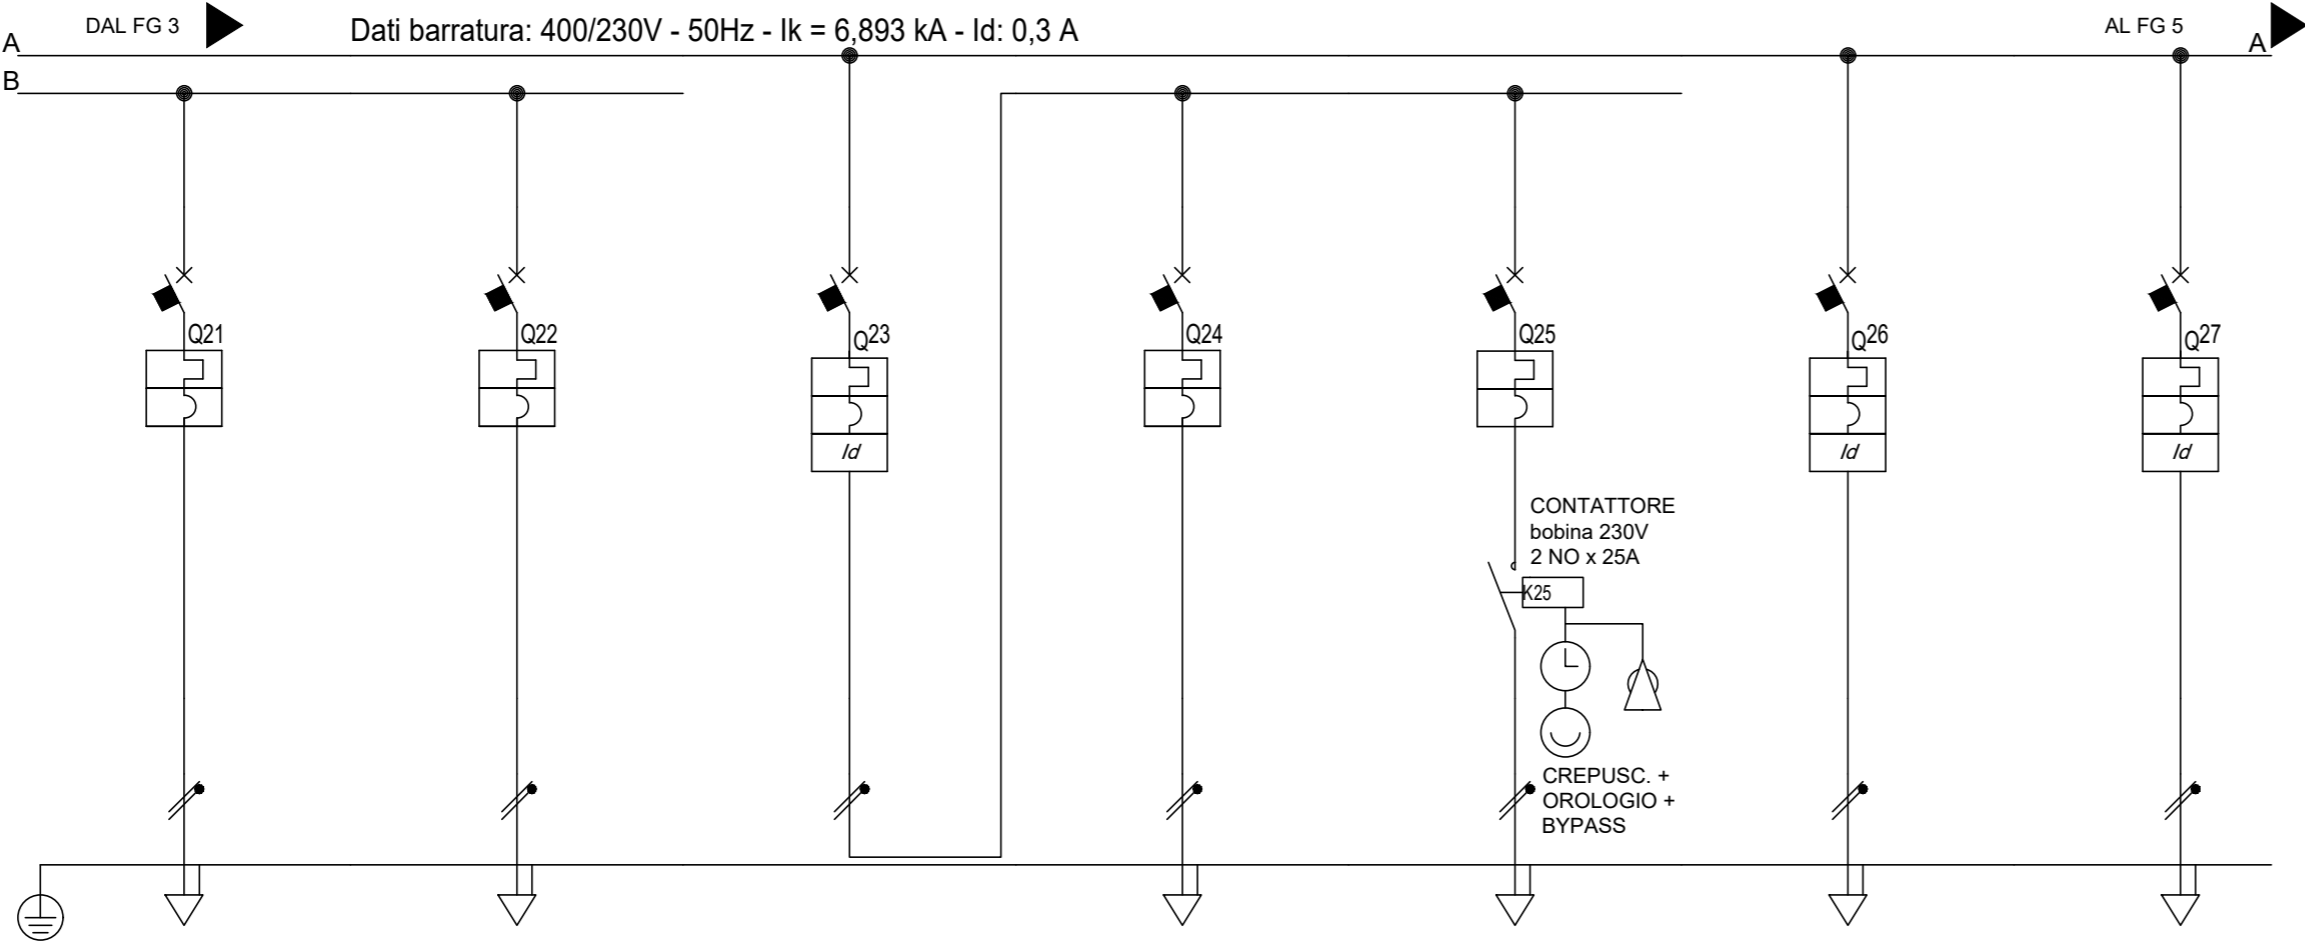 DAL FG 3
Dati barratura: 400/230V - 50Hz - Ik = 6,893 kA - Id: 0,3 A
AL FG 5
A
A
B
Q21
Q22
Q23
Q24
Q25
Q26
Q27
Id
Id
Id
CONTATTORE
bobina 230V
2 NO x 25A
K25
CREPUSC. +
OROLOGIO +
BYPASS